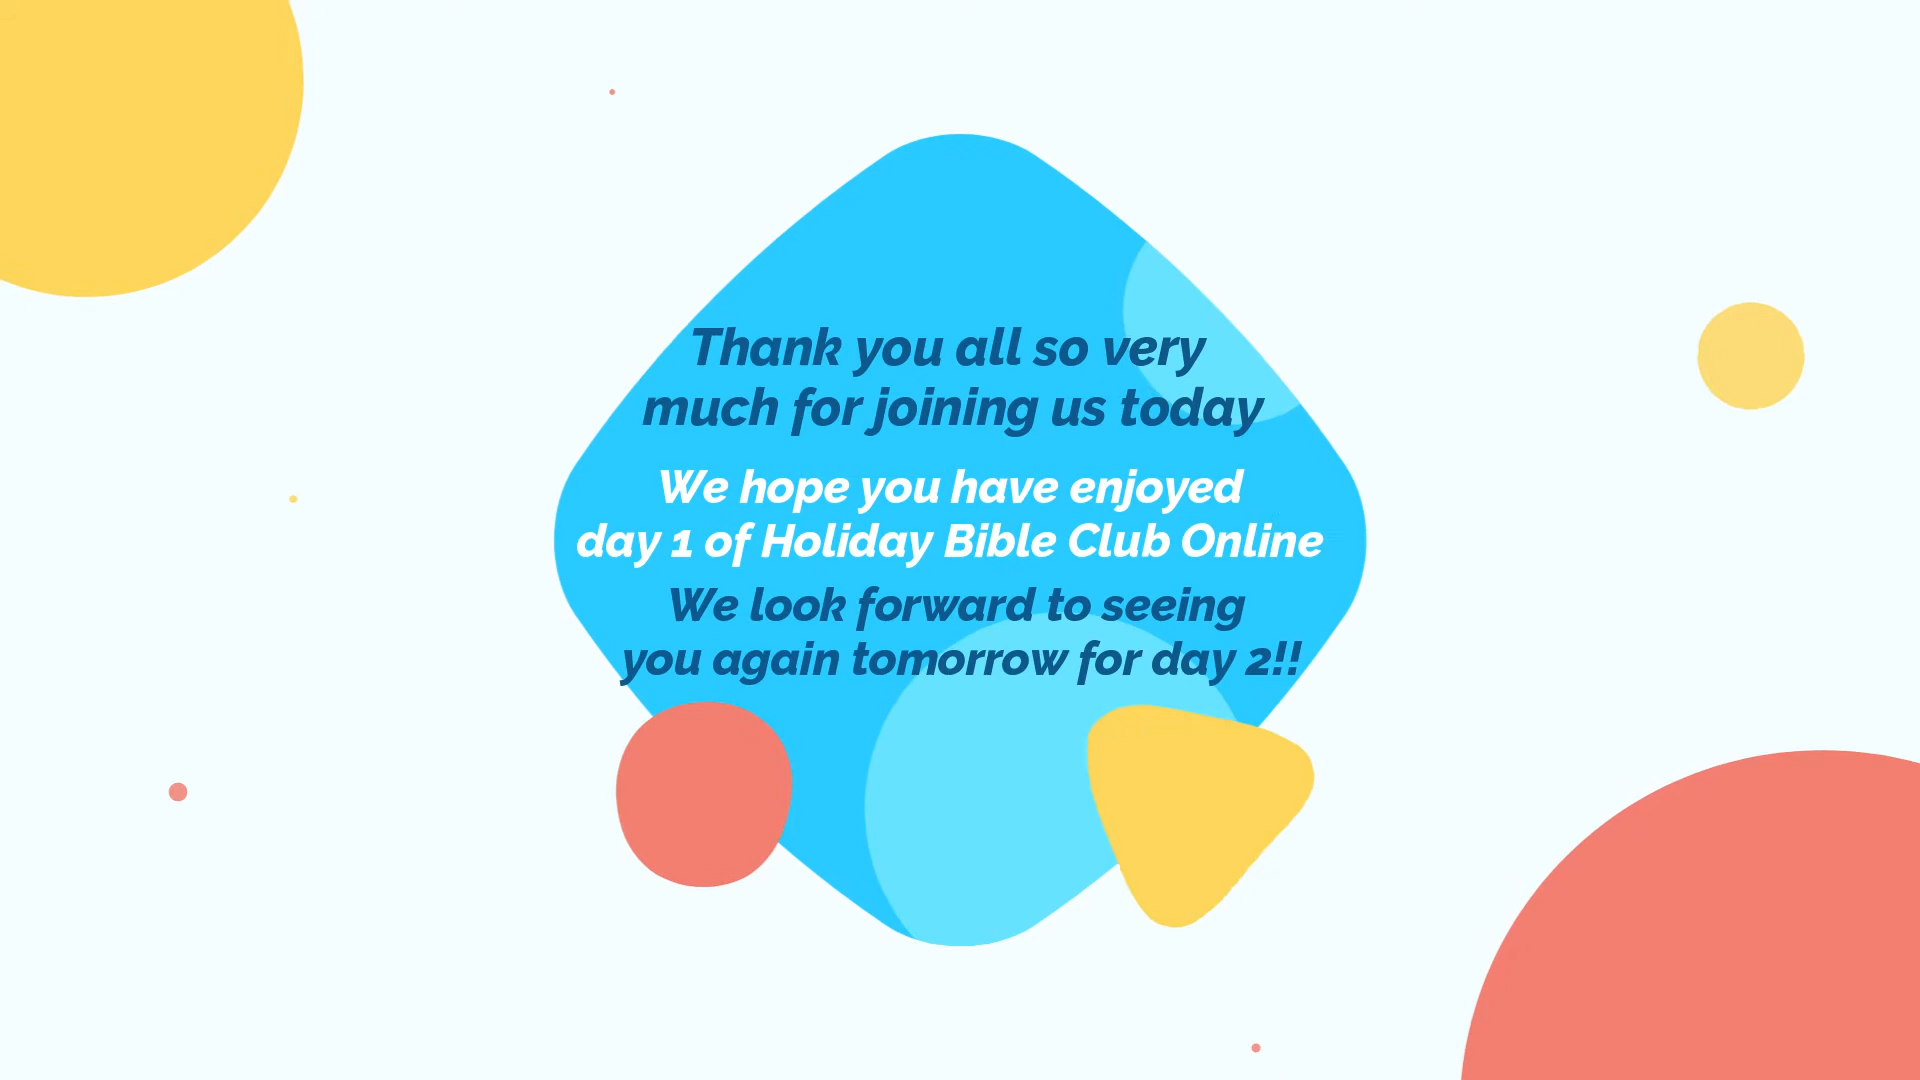 Thank you all so very
much for joining us today
We hope you have enjoyed
day 1 of Holiday Bible Club Online
We look forward to seeing
you again tomorrow for day 2!!